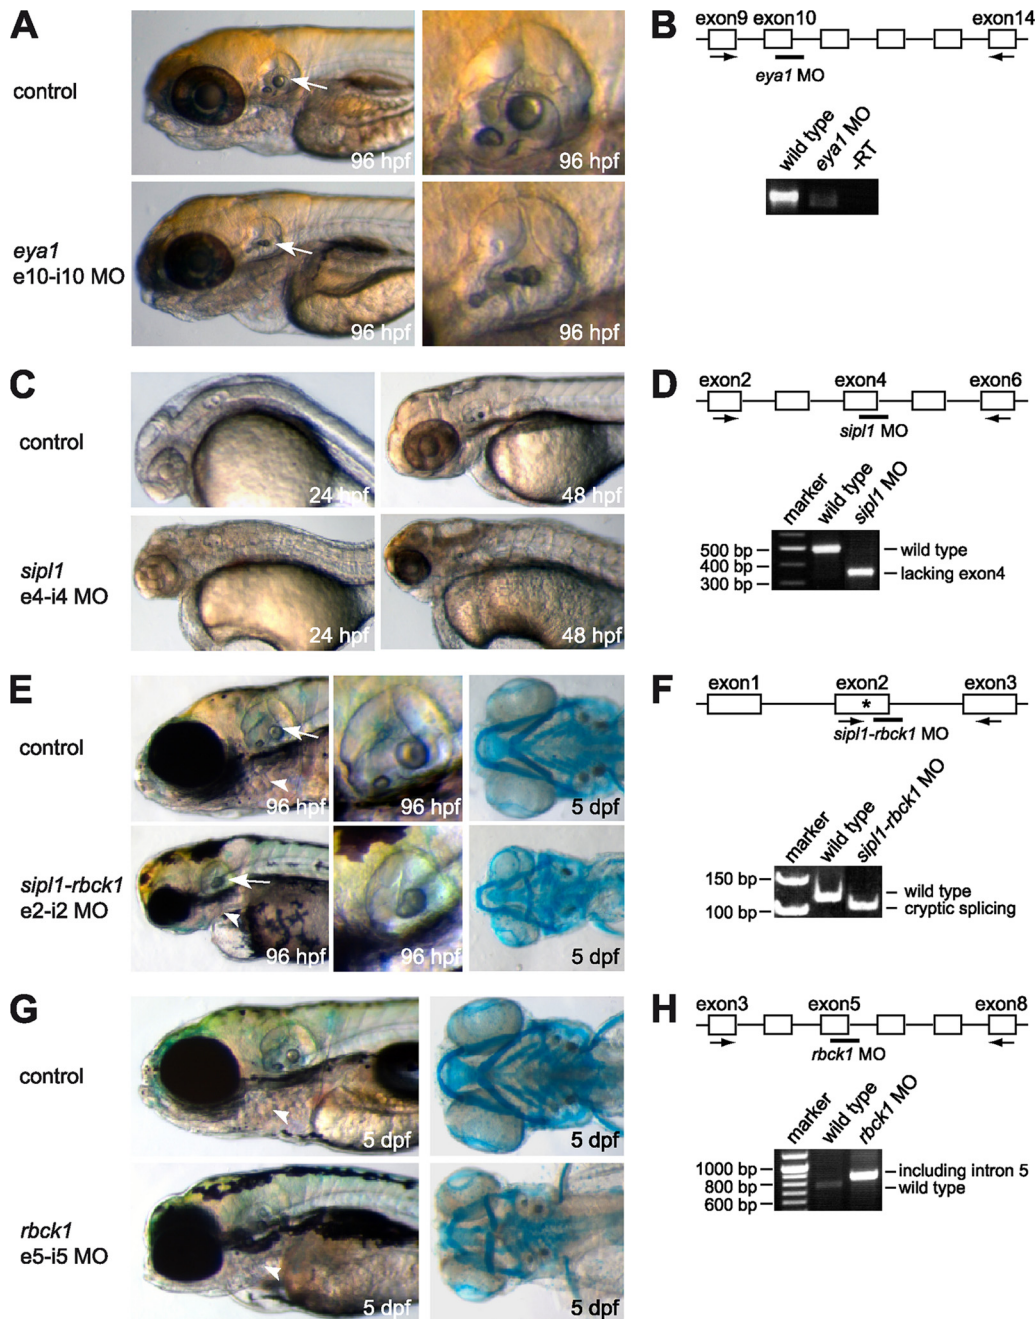 A
control
96 hpf
96 hpf
eya1
e10-i10 MO
96 hpf
96 hpf
B
exon9 exon10 exon14
eya1 MO
wild type
eya1 MO
-RT
C
control
24 hpf
48 hpf
sipl1
e4-i4 MO
24 hpf
48 hpf
D
exon2 exon4 exon6
sipl1 MO
marker
wild type
sipl1 MO
500 bp
400 bp
300 bp
wild type
lacking exon4
E
control
96 hpf
96 hpf
5 dpf
sipl1-rbck1
e2-i2 MO
96 hpf
96 hpf
5 dpf
F
exon1 exon2 exon3
*
sipl1-rbck1 MO
marker
wild type
sipl1-rbck1 MO
150 bp
100 bp
wild type
cryptic splicing
G
control
5 dpf
5 dpf
rbck1
e5-i5 MO
5 dpf
5 dpf
H
exon3 exon5 exon8
rbck1 MO
marker
wild type
rbck1 MO
1000 bp
800 bp
600 bp
including intron 5
wild type